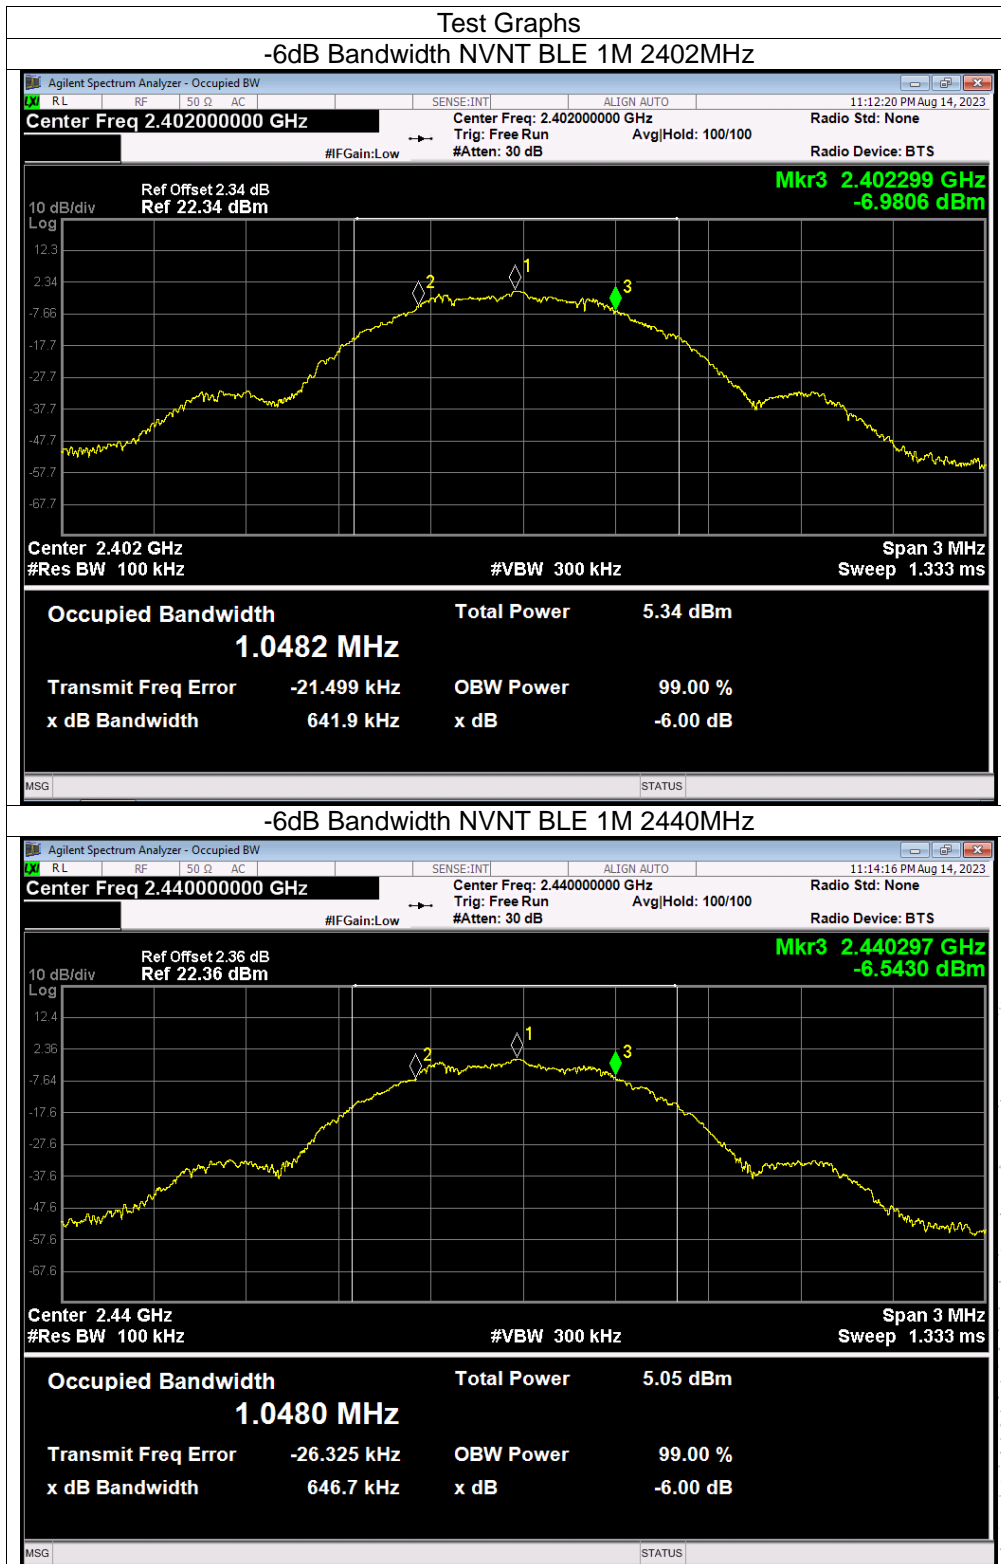 Test Graphs
-6dB Bandwidth NVNT BLE 1M 2402MHz
Agilent Spectrum Analyzer - Occupied BW
LXI RL RF 50 Ω AC SENSE:INT ALIGN AUTO 11:12:20 PM Aug 14, 2023
Center Freq 2.402000000 GHz Center Freq: 2.402000000 GHz Radio Std: None
Trig: Free Run Avg|Hold: 100/100
#IFGain:Low #Atten: 30 dB Radio Device: BTS
Mkr3 2.402299 GHz
Ref Offset 2.34 dB
10 dB/div Ref 22.34 dBm -6.9806 dBm
Log
12.3
2.34
-7.66
-17.7
-27.7
-37.7
-47.7
-57.7
-67.7
2
1
3
Center 2.402 GHz Span 3 MHz
#Res BW 100 kHz #VBW 300 kHz Sweep 1.333 ms
Occupied Bandwidth Total Power 5.34 dBm
1.0482 MHz
Transmit Freq Error -21.499 kHz OBW Power 99.00 %
x dB Bandwidth 641.9 kHz x dB -6.00 dB
MSG STATUS
-6dB Bandwidth NVNT BLE 1M 2440MHz
Agilent Spectrum Analyzer - Occupied BW
LXI RL RF 50 Ω AC SENSE:INT ALIGN AUTO 11:14:16 PM Aug 14, 2023
Center Freq 2.440000000 GHz Center Freq: 2.440000000 GHz Radio Std: None
Trig: Free Run Avg|Hold: 100/100
#IFGain:Low #Atten: 30 dB Radio Device: BTS
Mkr3 2.440297 GHz
Ref Offset 2.36 dB
10 dB/div Ref 22.36 dBm -6.5430 dBm
Log
12.4
2.36
-7.64
-17.6
-27.6
-37.6
-47.6
-57.6
-67.6
2
1
3
Center 2.44 GHz Span 3 MHz
#Res BW 100 kHz #VBW 300 kHz Sweep 1.333 ms
Occupied Bandwidth Total Power 5.05 dBm
1.0480 MHz
Transmit Freq Error -26.325 kHz OBW Power 99.00 %
x dB Bandwidth 646.7 kHz x dB -6.00 dB
MSG STATUS